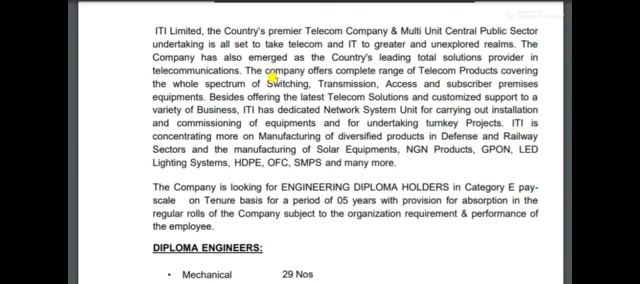 ITI Limited, the Country's premier Telecom Company & Multi Unit Central Public Sector
undertaking is all set to take telecom and IT to greater and unexplored realms. The
Company has also emerged as the Country's leading total solutions provider in
telecommunications. The company offers complete range of Telecom Products covering
the whole spectrum of Switching, Transmission, Access and subscriber premises
equipments. Besides offering the latest Telecom Solutions and customized support to a
variety of Business, ITI has dedicated Network System Unit for carrying out installation
and commissioning of equipments and for undertaking turnkey Projects. ITI is
concentrating more on Manufacturing of diversified products in Defense and Railway
Sectors and the manufacturing of Solar Equipments, NGN Products, GPON, LED
Lighting Systems, HDPE, OFC, SMPS and many more.
The Company is looking for ENGINEERING DIPLOMA HOLDERS in Category E pay-
scale on Tenure basis for a period of 05 years with provision for absorption in the
regular rolls of the Company subject to the organization requirement & performance of
the employee.
DIPLOMA ENGINEERS:
• Mechanical 29 Nos